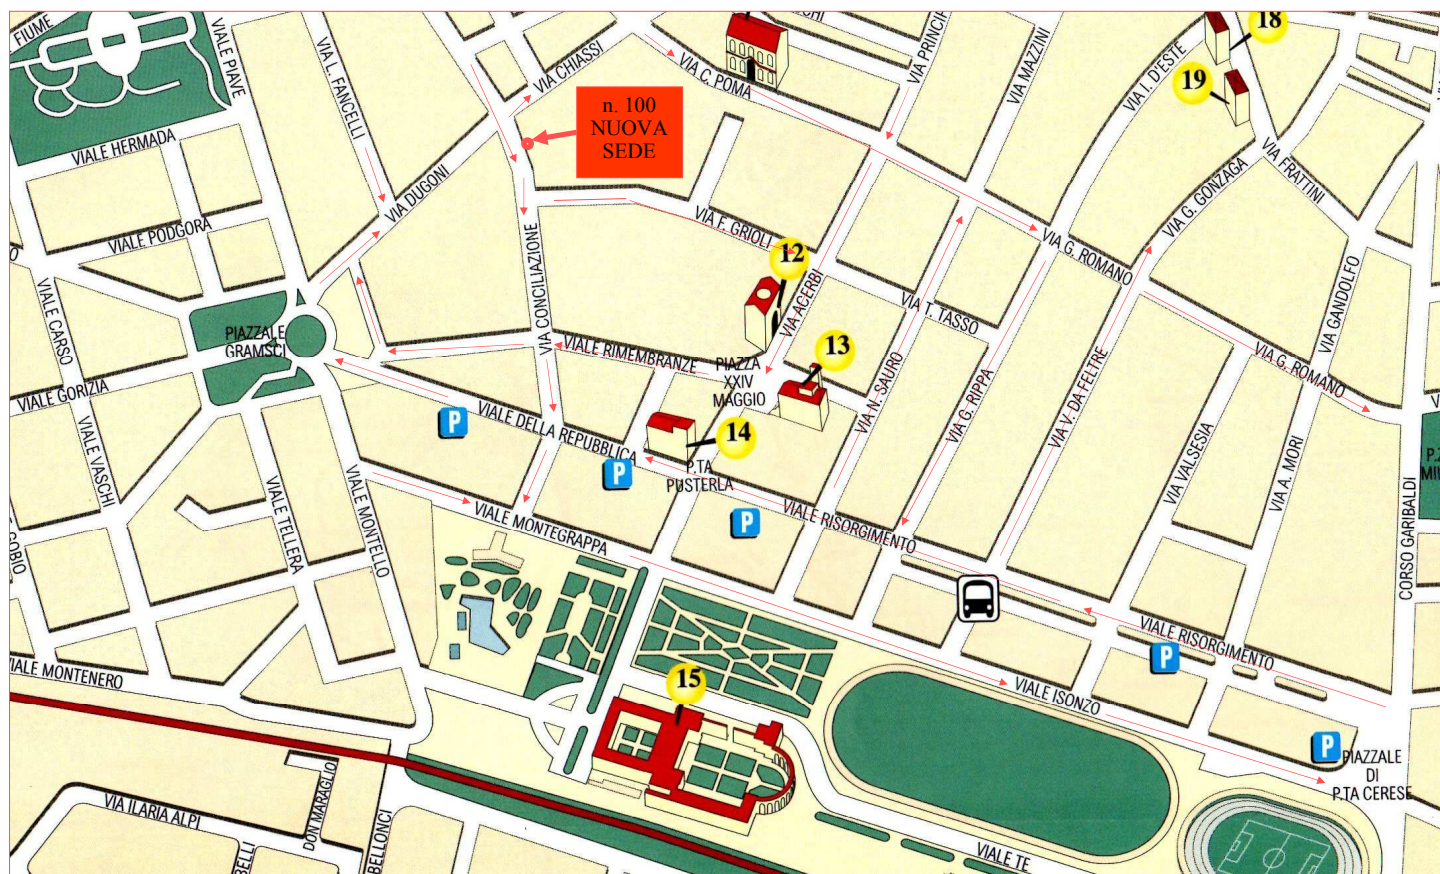 FIUME
VIALE PIAVE
VIA L. FANCELLI
VIA CHIASSI
VIA C. POMA
VIA PRINCIP
VIA MAZZINI
VIA I. D'ESTE
18
19
n. 100
NUOVA
SEDE
VIALE HERMADA
VIA DUGONI
VIA FRATTINI
VIA G. GONZAGA
VIALE PODGORA
VIA F. GRIOLI
VIA G. ROMANO
12
VIA CONCILIAZIONE
VIA ACERBI
VIA T. TASSO
VIA GANDOLFO
VIALE CARSO
PIAZZALE
GRAMSCI
VIALE RIMEMBRANZE
13
PIAZZA
XXIV
MAGGIO
VIA N. SAURO
VIA G. RIPPA
VIA V. DA FELTRE
VIA G. ROMANO
VIALE GORIZIA
P
VIALE DELLA REPUBBLICA
14
P
P.TA
PUSTERLA
VIALE VASCHI
VIA VALSESIA
VIA A. MORI
CORSO GARIBALDI
VIALE TELLERA
VIALE MONTELLO
VIALE MONTEGRAPPA
P
VIALE RISORGIMENTO
VIALE RISORGIMENTO
P
VIALE MONTENERO
15
VIALE ISONZO
P
PIAZZALE
DI
P.TA CERESE
VIA ILARIA ALPI
DON MARAGLIO
BELLI
BELLONCI
VIALE TE